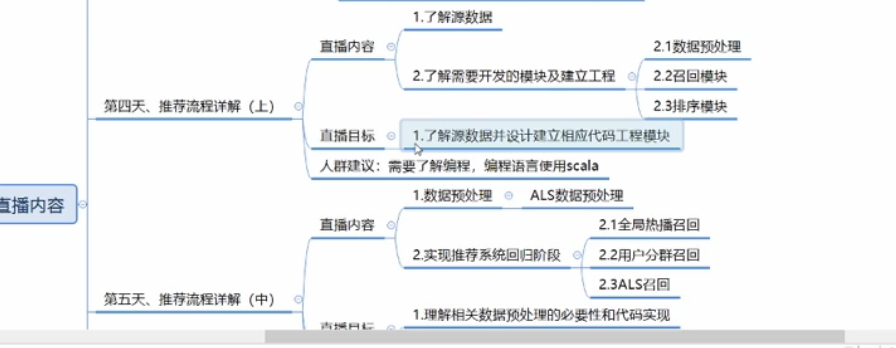 1.了解源数据
直播内容
2.1数据预处理
2.了解需要开发的模块及建立工程
2.2召回模块
2.3排序模块
第四天、推荐流程详解（上）
直播目标
1.了解源数据并设计建立相应代码工程模块
人群建议：需要了解编程，编程语言使用scala
直播内容
1.数据预处理
ALS数据预处理
直播内容
2.1全局热播召回
2.实现推荐系统回归阶段
2.2用户分群召回
2.3ALS召回
第五天、推荐流程详解（中）
1.理解相关数据预处理的必要性和代码实现
直播目标